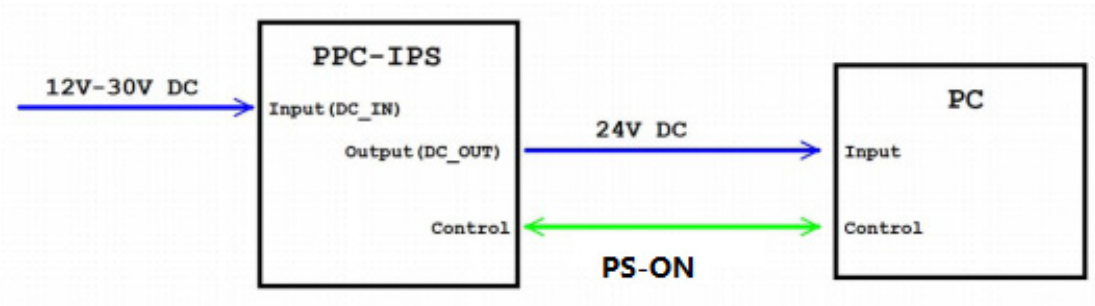 PPC-IPS
12V-30V DC
Input(DC_IN)
Output(DC_OUT)
Control
24V DC
PS-ON
PC
Input
Control